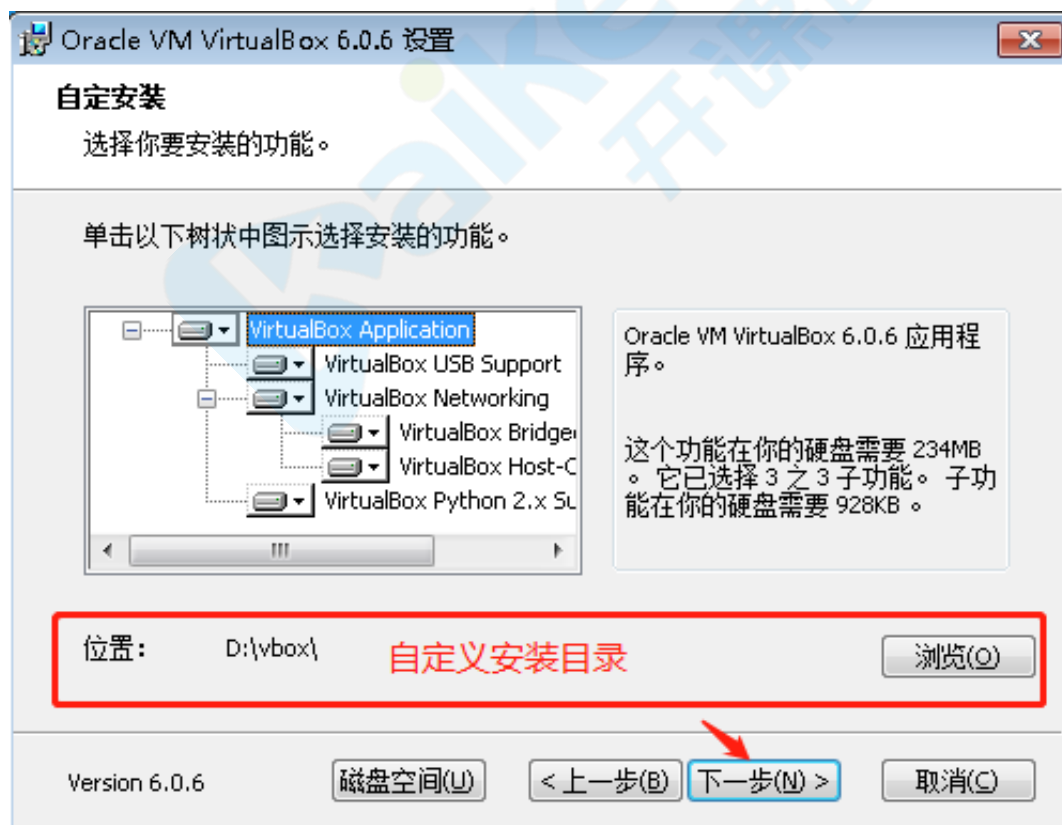 Oracle VM VirtualBox 6.0.6 设置
自定安装
选择你要安装的功能。
单击以下树状中图示选择安装的功能。
VirtualBox Application
VirtualBox USB Support
VirtualBox Networking
VirtualBox Bridge
VirtualBox Host-C
VirtualBox Python 2.x Su
Oracle VM VirtualBox 6.0.6 应用程
序。
这个功能在你的硬盘需要 234MB
。 它已选择 3 之 3 子功能。 子功
能在你的硬盘需要 928KB 。
位置: D:\vbox\ 自定义安装目录 浏览(O)
Version 6.0.6 磁盘空间(U) < 上一步(B) 下一步(N) > 取消(C)